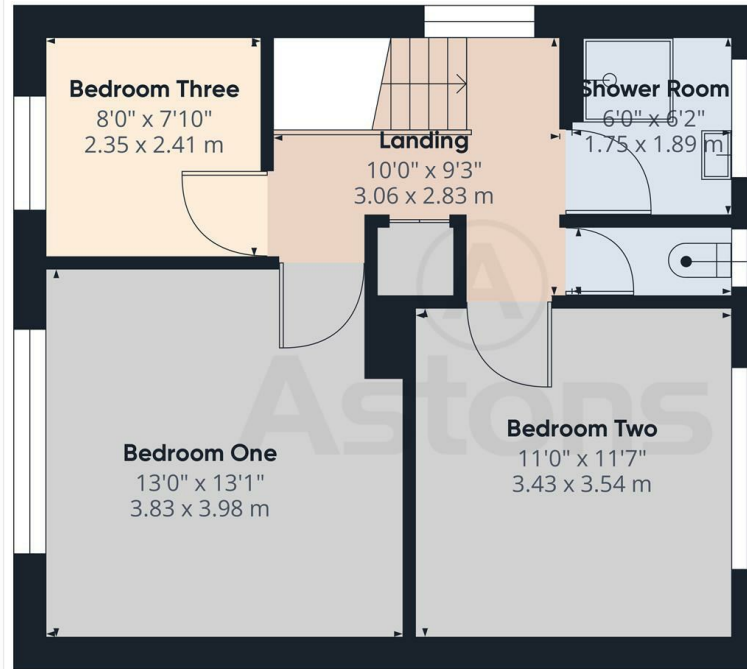 Bedroom Three
8'0" x 7'10"
2.35 x 2.41 m
Shower Room
6'0" x 6'2"
1.75 x 1.89 m
Landing
10'0" x 9'3"
3.06 x 2.83 m
A
Astons
Bedroom One
13'0" x 13'1"
3.83 x 3.98 m
Bedroom Two
11'0" x 11'7"
3.43 x 3.54 m